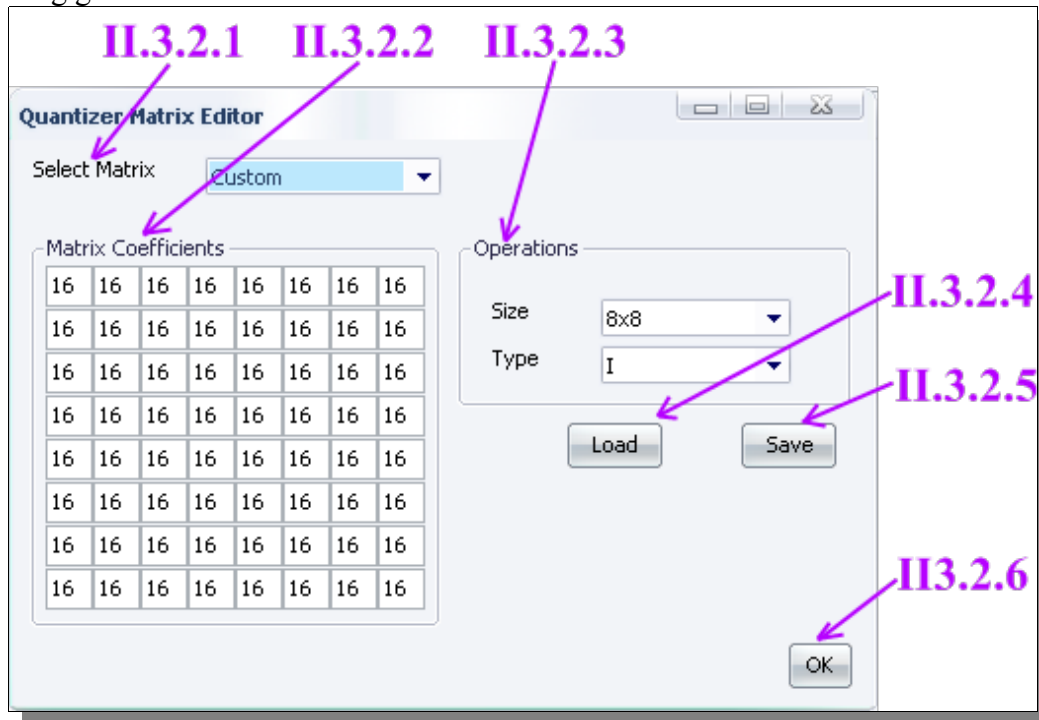 II.3.2.1 II.3.2.2 II.3.2.3
Quantizer Matrix Editor
Select Matrix Custom
Matrix Coefficients
Operations
16 16 16 16 16 16 16 16
16 16 16 16 16 16 16 16
16 16 16 16 16 16 16 16
16 16 16 16 16 16 16 16
16 16 16 16 16 16 16 16
16 16 16 16 16 16 16 16
16 16 16 16 16 16 16 16
16 16 16 16 16 16 16 16
Size 8x8
Type I
II.3.2.4
II.3.2.5
Load Save
II3.2.6
OK